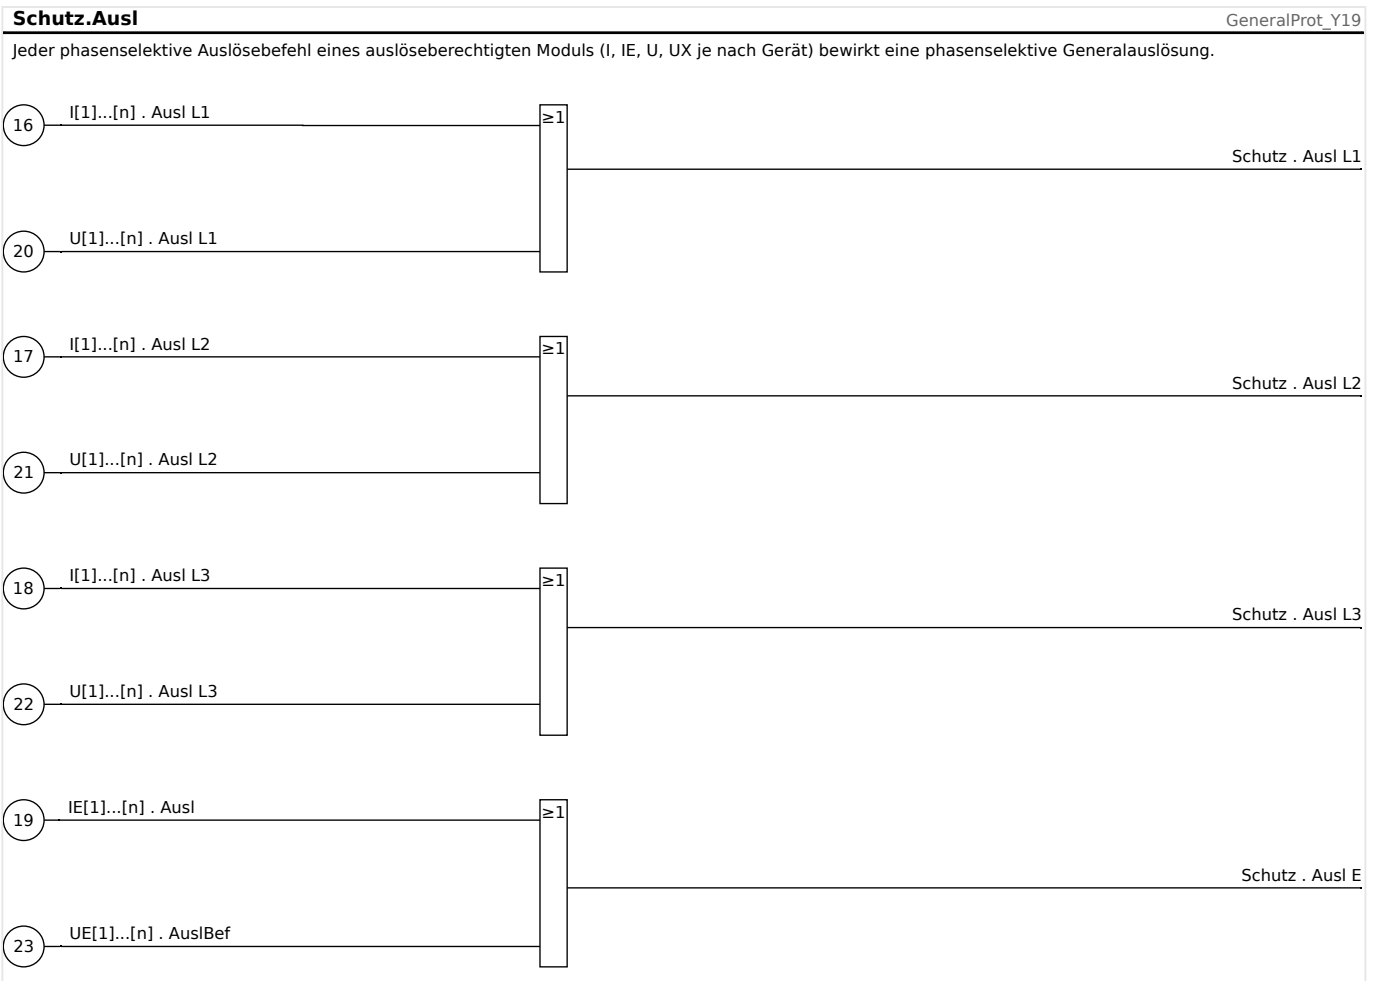 Schutz.Ausl
GeneralProt_Y19
Jeder phasenselektive Auslösebefehl eines auslöseberechtigten Moduls (I, IE, U, UX je nach Gerät) bewirkt eine phasenselektive Generalauslösung.
16
I[1]...[n] . Ausl L1
≥1
Schutz . Ausl L1
20
U[1]...[n] . Ausl L1
17
I[1]...[n] . Ausl L2
≥1
Schutz . Ausl L2
21
U[1]...[n] . Ausl L2
18
I[1]...[n] . Ausl L3
≥1
Schutz . Ausl L3
22
U[1]...[n] . Ausl L3
19
IE[1]...[n] . Ausl
≥1
Schutz . Ausl E
23
UE[1]...[n] . AuslBef